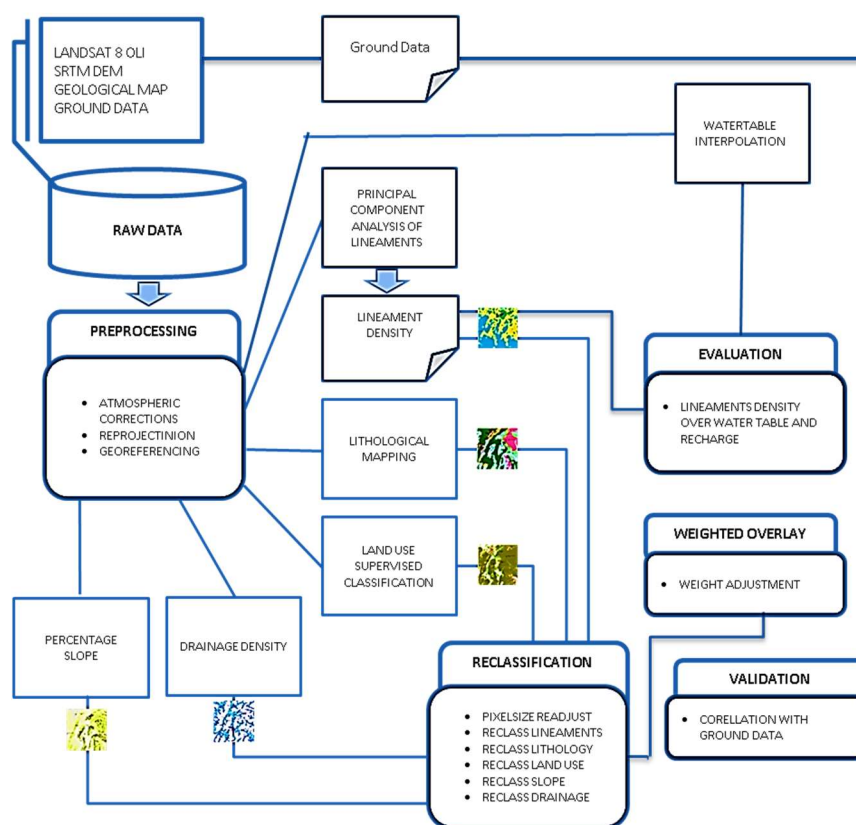 LANDSAT 8 OLI
SRTM DEM
GEOLOGICAL MAP
GROUND DATA
Ground Data
WATERTABLE
INTERPOLATION
RAW DATA
PRINCIPAL
COMPONENT
ANALYSIS OF
LINEAMENTS
PREPROCESSING
• ATMOSPHERIC
CORRECTIONS
• REPROJECTINION
• GEOREFERENCING
LINEAMENT
DENSITY
EVALUATION
• LINEAMENTS DENSITY
OVER WATER TABLE AND
RECHARGE
LITHOLOGICAL
MAPPING
LAND USE
SUPERVISED
CLASSIFICATION
WEIGHTED OVERLAY
• WEIGHT ADJUSTMENT
PERCENTAGE
SLOPE
DRAINAGE DENSITY
RECLASSIFICATION
• PIXELSIZE READJUST
• RECLASS LINEAMENTS
• RECLASS LITHOLOGY
• RECLASS LAND USE
• RECLASS SLOPE
• RECLASS DRAINAGE
VALIDATION
• CORELLATION WITH
GROUND DATA